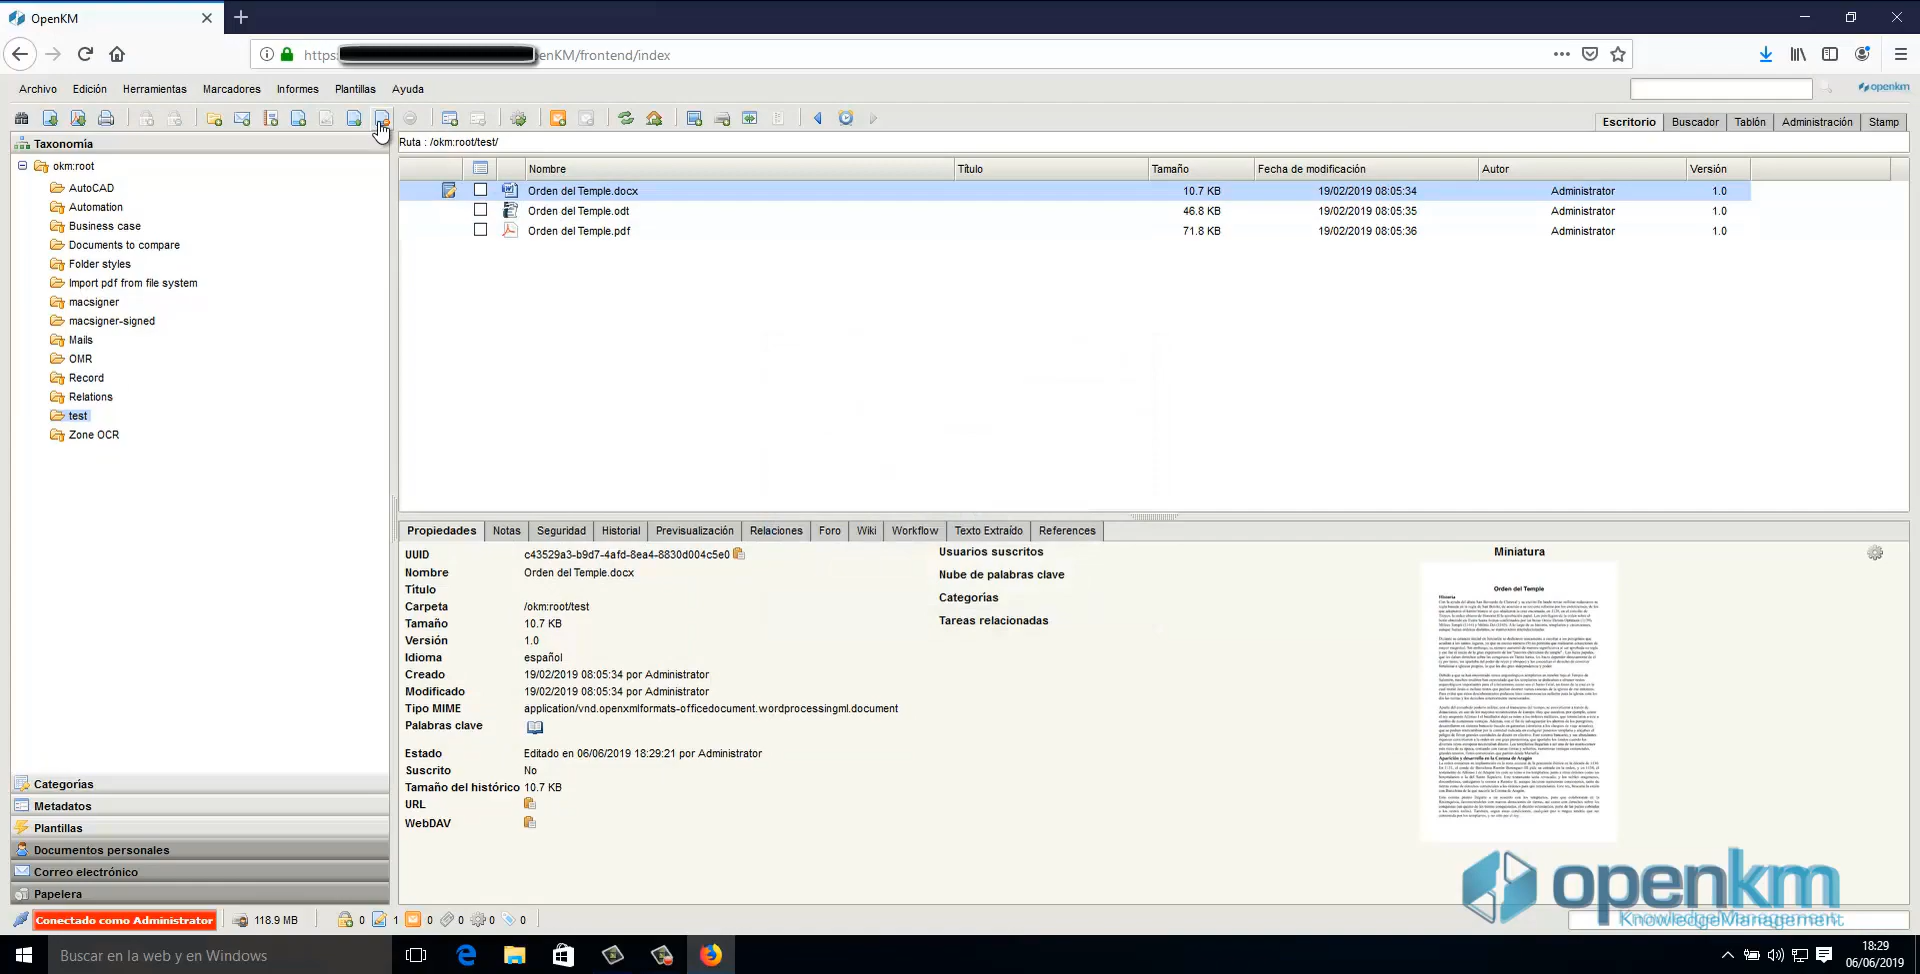 OpenKM
https: enKM/frontend/index
Archivo Edición Herramientas Marcadores Informes Plantillas Ayuda
openkm
Escritorio Buscador Tablón Administración Stamp
Taxonomía
Ruta : /okm:root/test/
okm:root
AutoCAD
Automation
Business case
Documents to compare
Folder styles
Import pdf from file system
macsigner
macsigner-signed
Mails
OMR
Record
Relations
test
Zone OCR
Nombre Título Tamaño Fecha de modificación Autor Versión
Orden del Temple.docx 10.7 KB 19/02/2019 08:05:34 Administrator 1.0
Orden del Temple.odt 46.8 KB 19/02/2019 08:05:35 Administrator 1.0
Orden del Temple.pdf 71.8 KB 19/02/2019 08:05:36 Administrator 1.0
Propiedades Notas Seguridad Historial Previsualización Relaciones Foro Wiki Workflow Texto Extraído References
UUID c43529a3-b9d7-4afd-8ea4-8830d004c5e0
Nombre Orden del Temple.docx
Título
Carpeta /okm:root/test
Tamaño 10.7 KB
Versión 1.0
Idioma español
Creado 19/02/2019 08:05:34 por Administrator
Modificado 19/02/2019 08:05:34 por Administrator
Tipo MIME application/vnd.openxmlformats-officedocument.wordprocessingml.document
Palabras clave
Estado Editado en 06/06/2019 18:29:21 por Administrator
Suscrito No
Tamaño del histórico 10.7 KB
URL
WebDAV
Usuarios suscritos
Nube de palabras clave
Categorías
Tareas relacionadas
Miniatura
Orden del Temple
Historia
Aparición y desarrollo en la Corona de Aragón
Categorías
Metadatos
Plantillas
Documentos personales
Correo electrónico
Papelera
openkm
KnowledgeManagement
Conectado como Administrator 118.9 MB 0 1 0 0 0 0
Buscar en la web y en Windows
18:29
06/06/2019